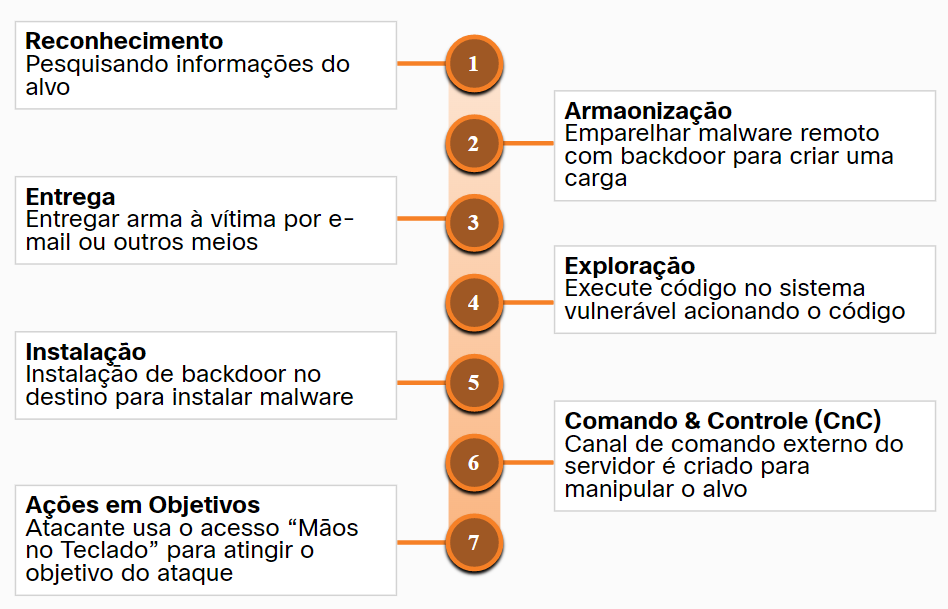 Reconhecimento
Pesquisando informações do
alvo
1
Armaonização
Emparelhar malware remoto
com backdoor para criar uma
carga
2
Entrega
Entregar arma à vítima por e-
mail ou outros meios
3
Exploração
Execute código no sistema
vulnerável acionando o código
4
Instalação
Instalação de backdoor no
destino para instalar malware
5
Comando & Controle (CnC)
Canal de comando externo do
servidor é criado para
manipular o alvo
6
Ações em Objetivos
Atacante usa o acesso “Mãos
no Teclado” para atingir o
objetivo do ataque
7